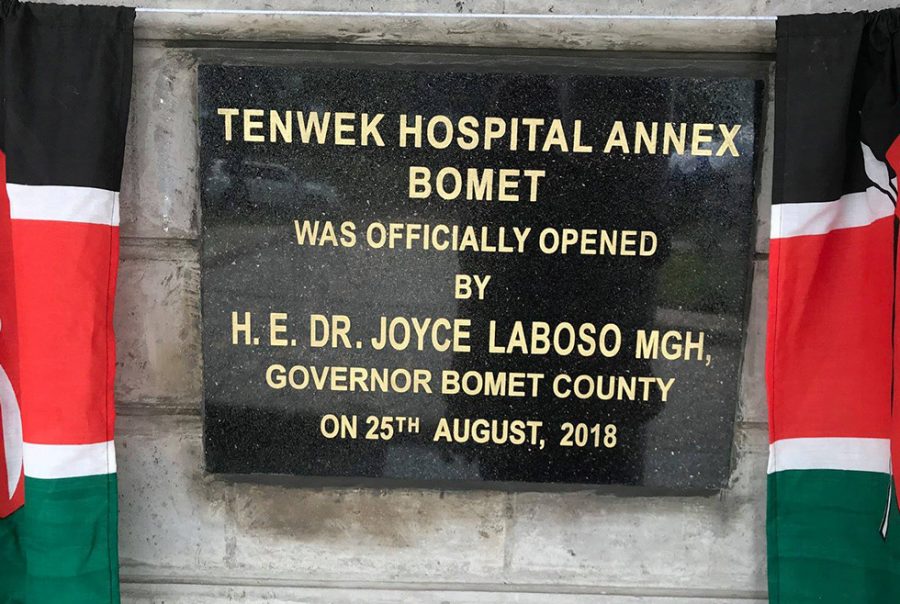 TENWEK HOSPITAL ANNEX
BOMET
WAS OFFICIALLY OPENED
BY
H. E. DR. JOYCE LABOSO MGH,
GOVERNOR BOMET COUNTY
ON 25TH AUGUST, 2018